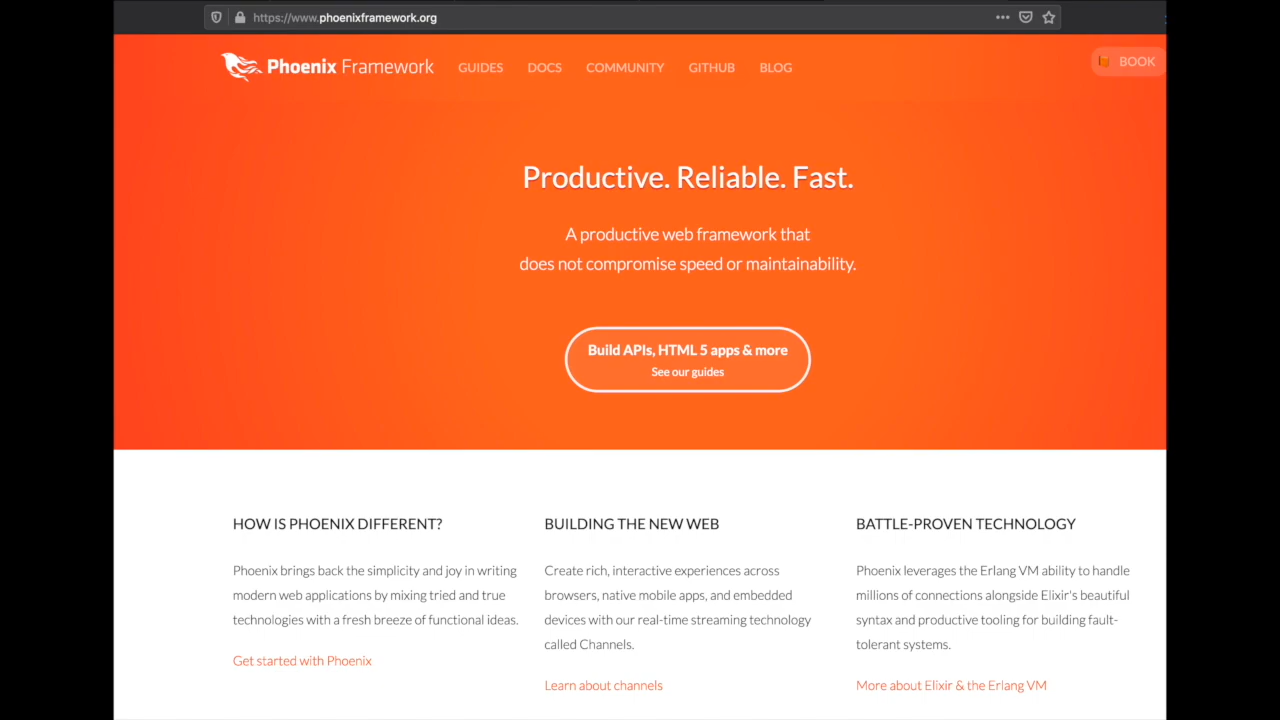 https://www.phoenixframework.org
Phoenix Framework
GUIDES
DOCS
COMMUNITY
GITHUB
BLOG
BOOK
Productive. Reliable. Fast.
A productive web framework that
does not compromise speed or maintainability.
Build APIs, HTML 5 apps & more
See our guides
HOW IS PHOENIX DIFFERENT?
Phoenix brings back the simplicity and joy in writing
modern web applications by mixing tried and true
technologies with a fresh breeze of functional ideas.
Get started with Phoenix
BUILDING THE NEW WEB
Create rich, interactive experiences across
browsers, native mobile apps, and embedded
devices with our real-time streaming technology
called Channels.
Learn about channels
BATTLE-PROVEN TECHNOLOGY
Phoenix leverages the Erlang VM ability to handle
millions of connections alongside Elixir's beautiful
syntax and productive tooling for building fault-
tolerant systems.
More about Elixir & the Erlang VM